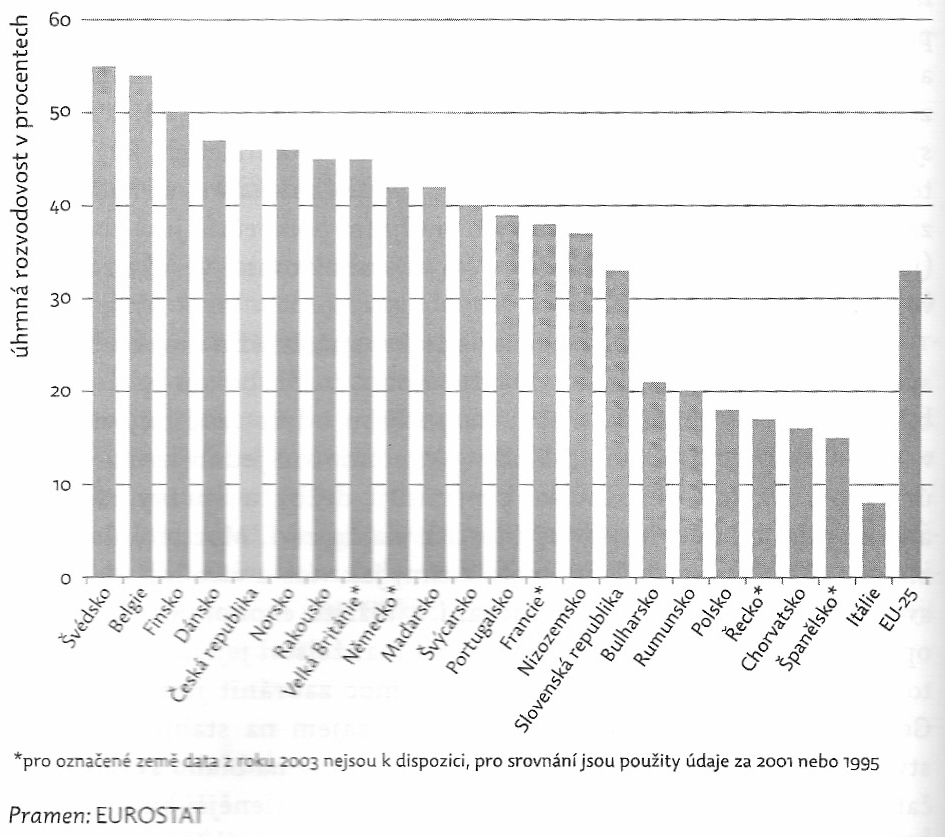 úhrnná rozvodovost v procentech
60
50
40
30
20
10
0
Švédsko
Belgie
Finsko
Dánsko
Česká republika
Norsko
Rakousko
Velká Británie*
Německo*
Maďarsko
Švýcarsko
Portugalsko
Francie*
Nizozemsko
Slovenská republika
Bulharsko
Rumunsko
Polsko
Řecko*
Chorvatsko
Španělsko*
Itálie
EU-25
*pro označené země data z roku 2003 nejsou k dispozici, pro srovnání jsou použity údaje za 2001 nebo 1995
Pramen: EUROSTAT